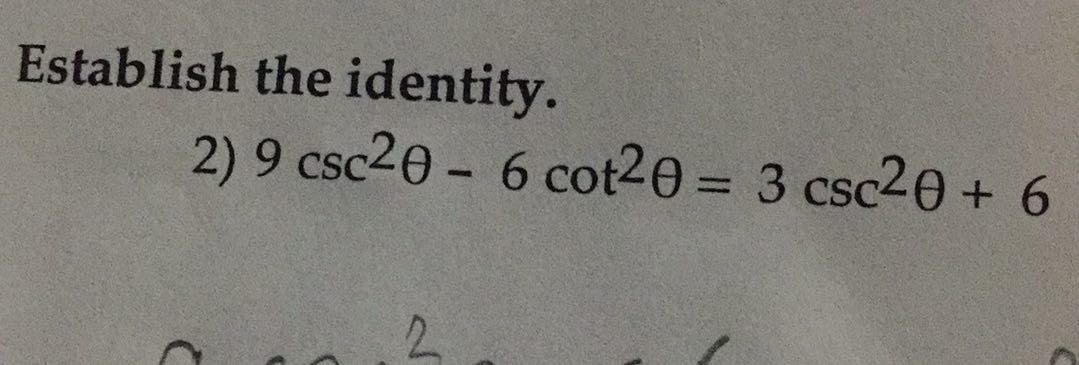 Establish the identity.
2) 9 csc²θ - 6 cot²θ = 3 csc²θ + 6